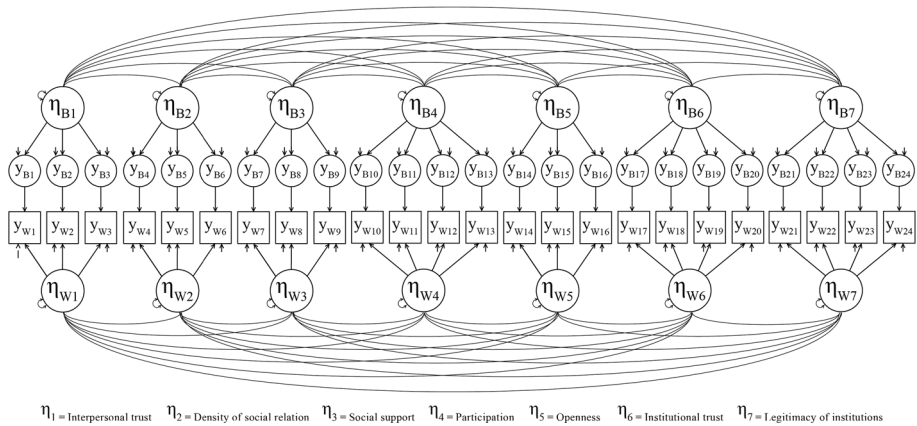 ηB1 ηB2 ηB3 ηB4 ηB5 ηB6 ηB7
yB1 yB2 yB3 yB4 yB5 yB6 yB7 yB8 yB9 yB10 yB11 yB12 yB13 yB14 yB15 yB16 yB17 yB18 yB19 yB20 yB21 yB22 yB23 yB24
yW1 yW2 yW3 yW4 yW5 yW6 yW7 yW8 yW9 yW10 yW11 yW12 yW13 yW14 yW15 yW16 yW17 yW18 yW19 yW20 yW21 yW22 yW23 yW24
ηW1 ηW2 ηW3 ηW4 ηW5 ηW6 ηW7
η1 = Interpersonal trust η2 = Density of social relation η3 = Social support η4 = Participation η5 = Openness η6 = Institutional trust η7 = Legitimacy of institutions